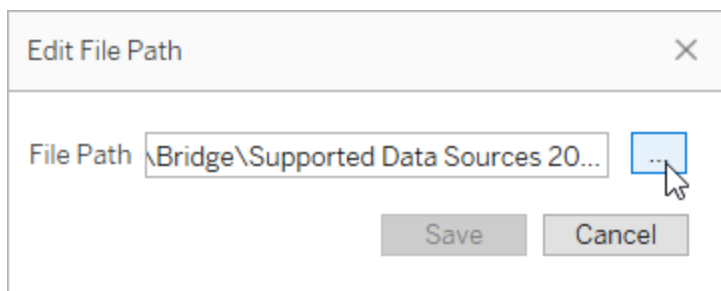 Edit File Path
File Path \Bridge\Supported Data Sources 20... ...
Save Cancel